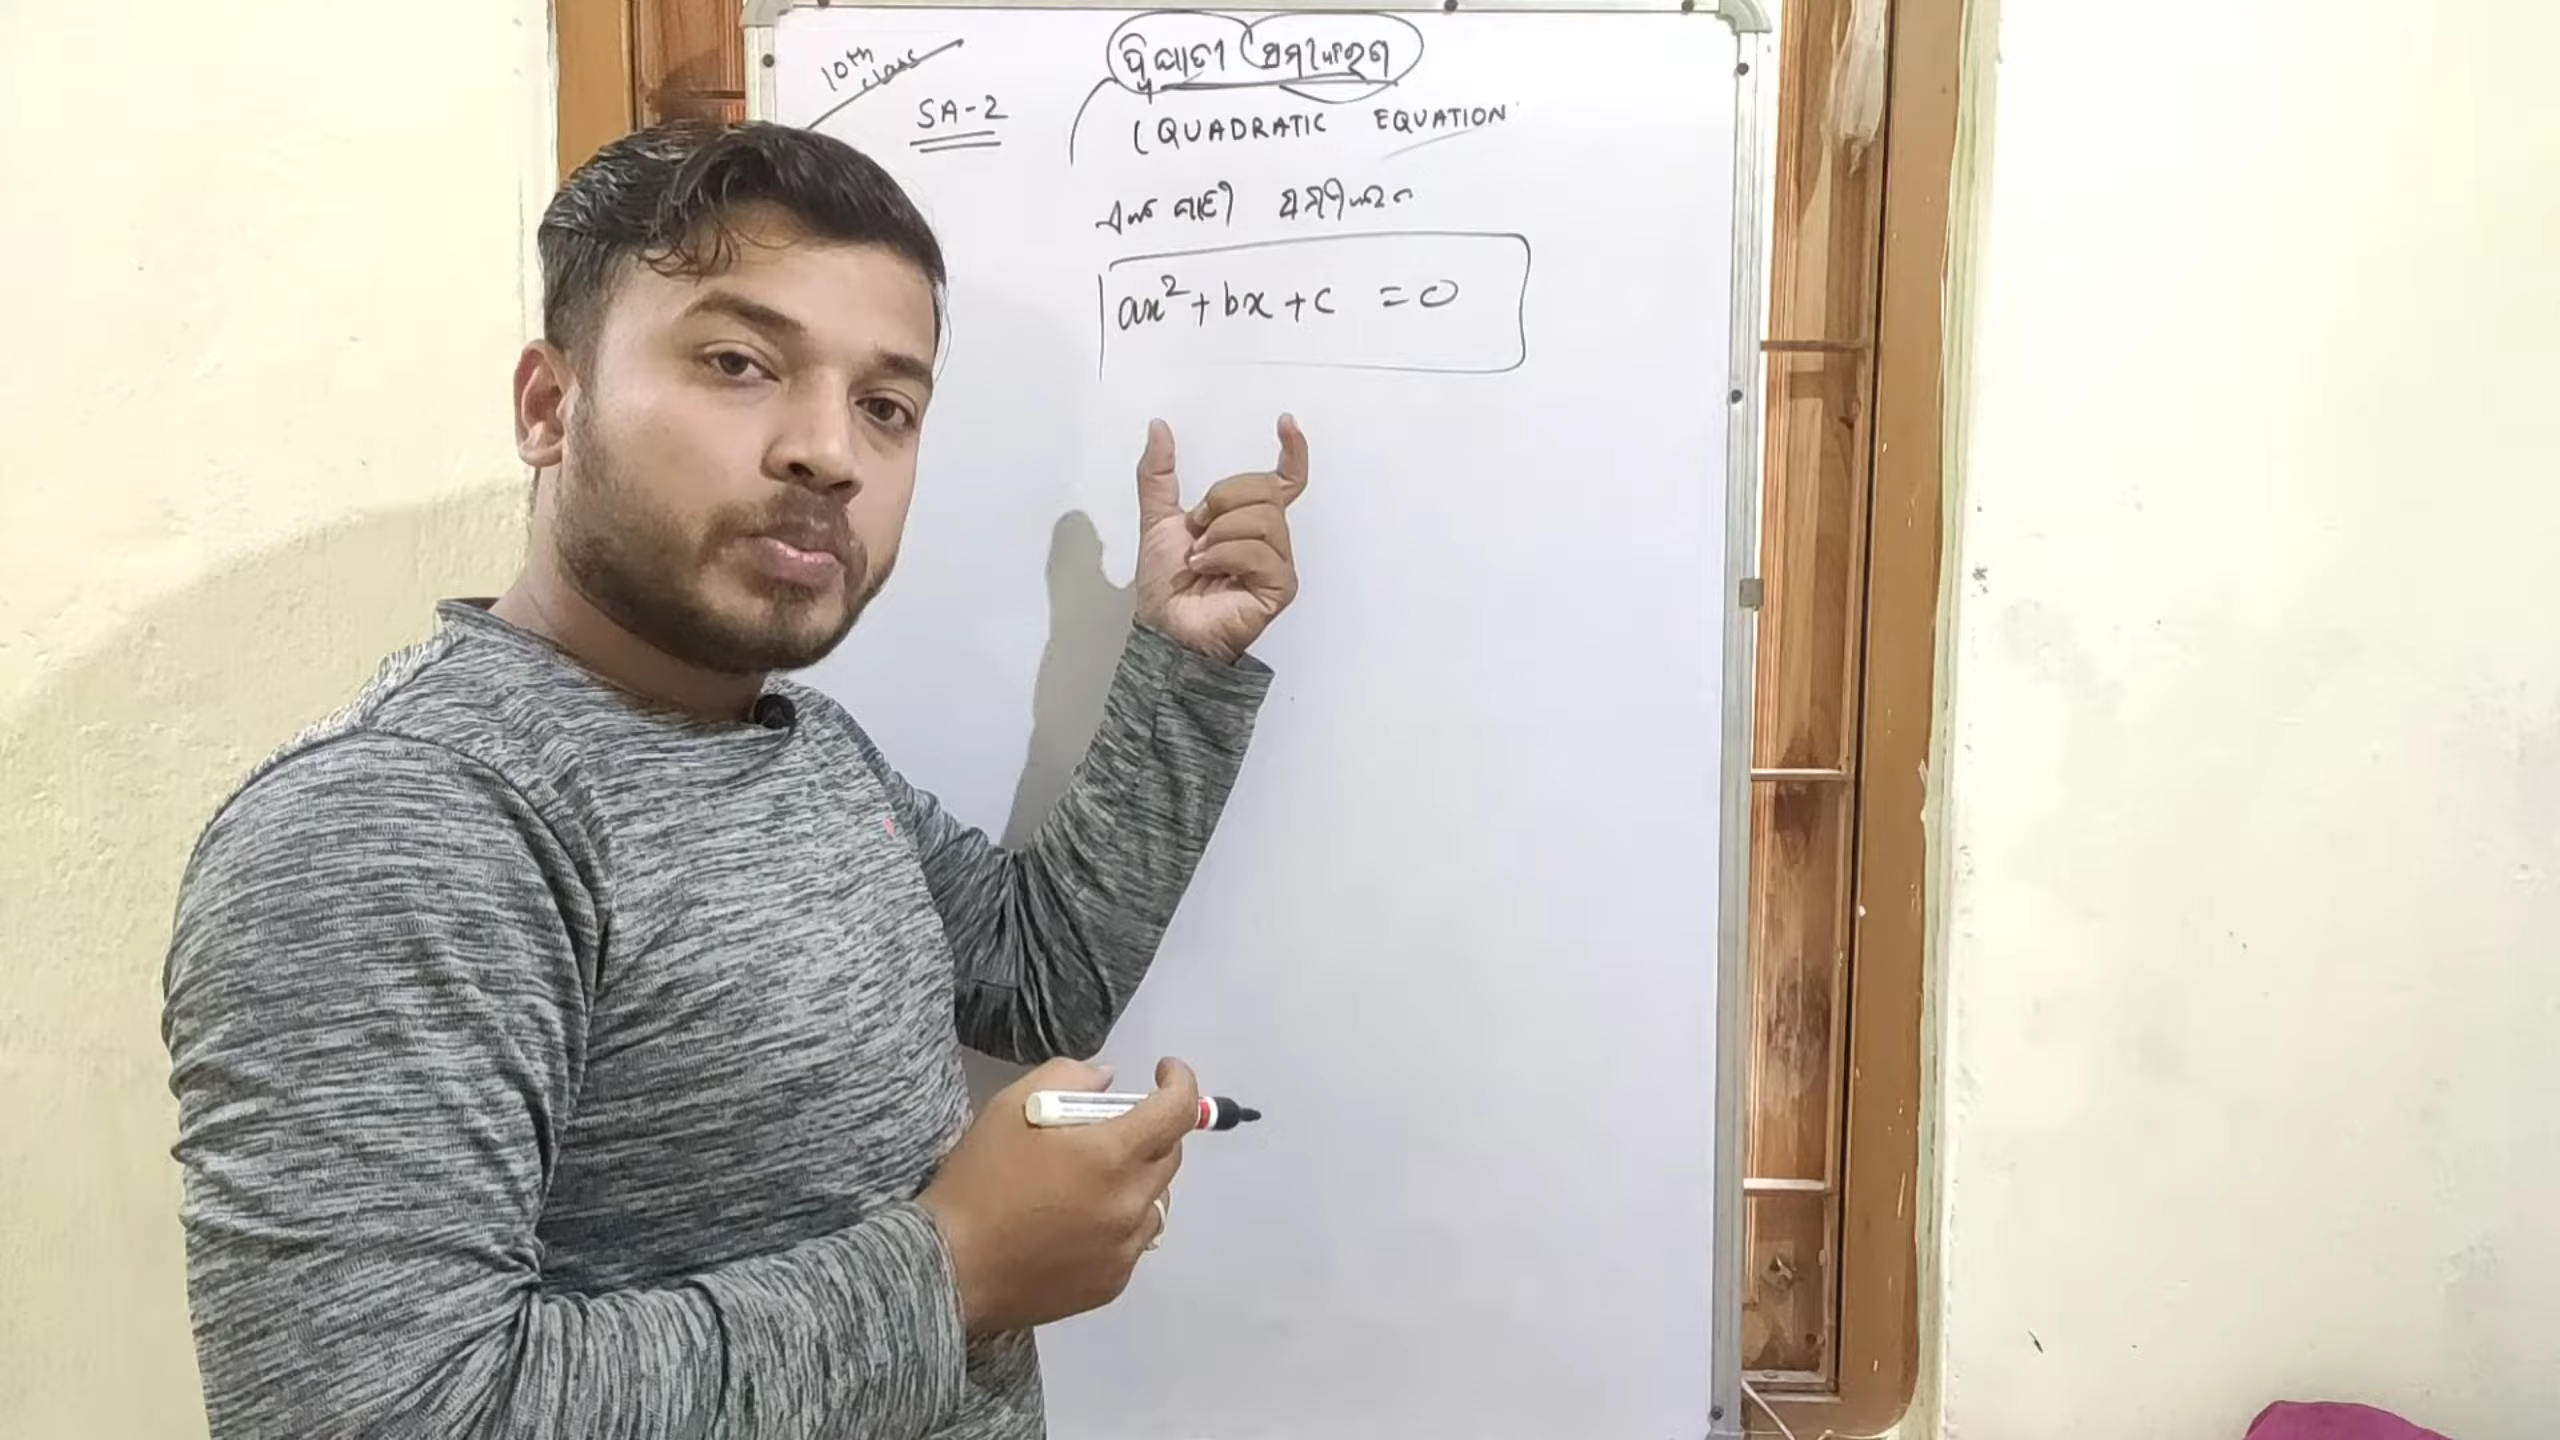 10th
class
SA-2
ଦ୍ୱିଘାତୀ ସମୀକରଣ
(QUADRATIC EQUATION
ଏକ ଘାତୀ ସମୀକରଣ
ax²+bx+c =0